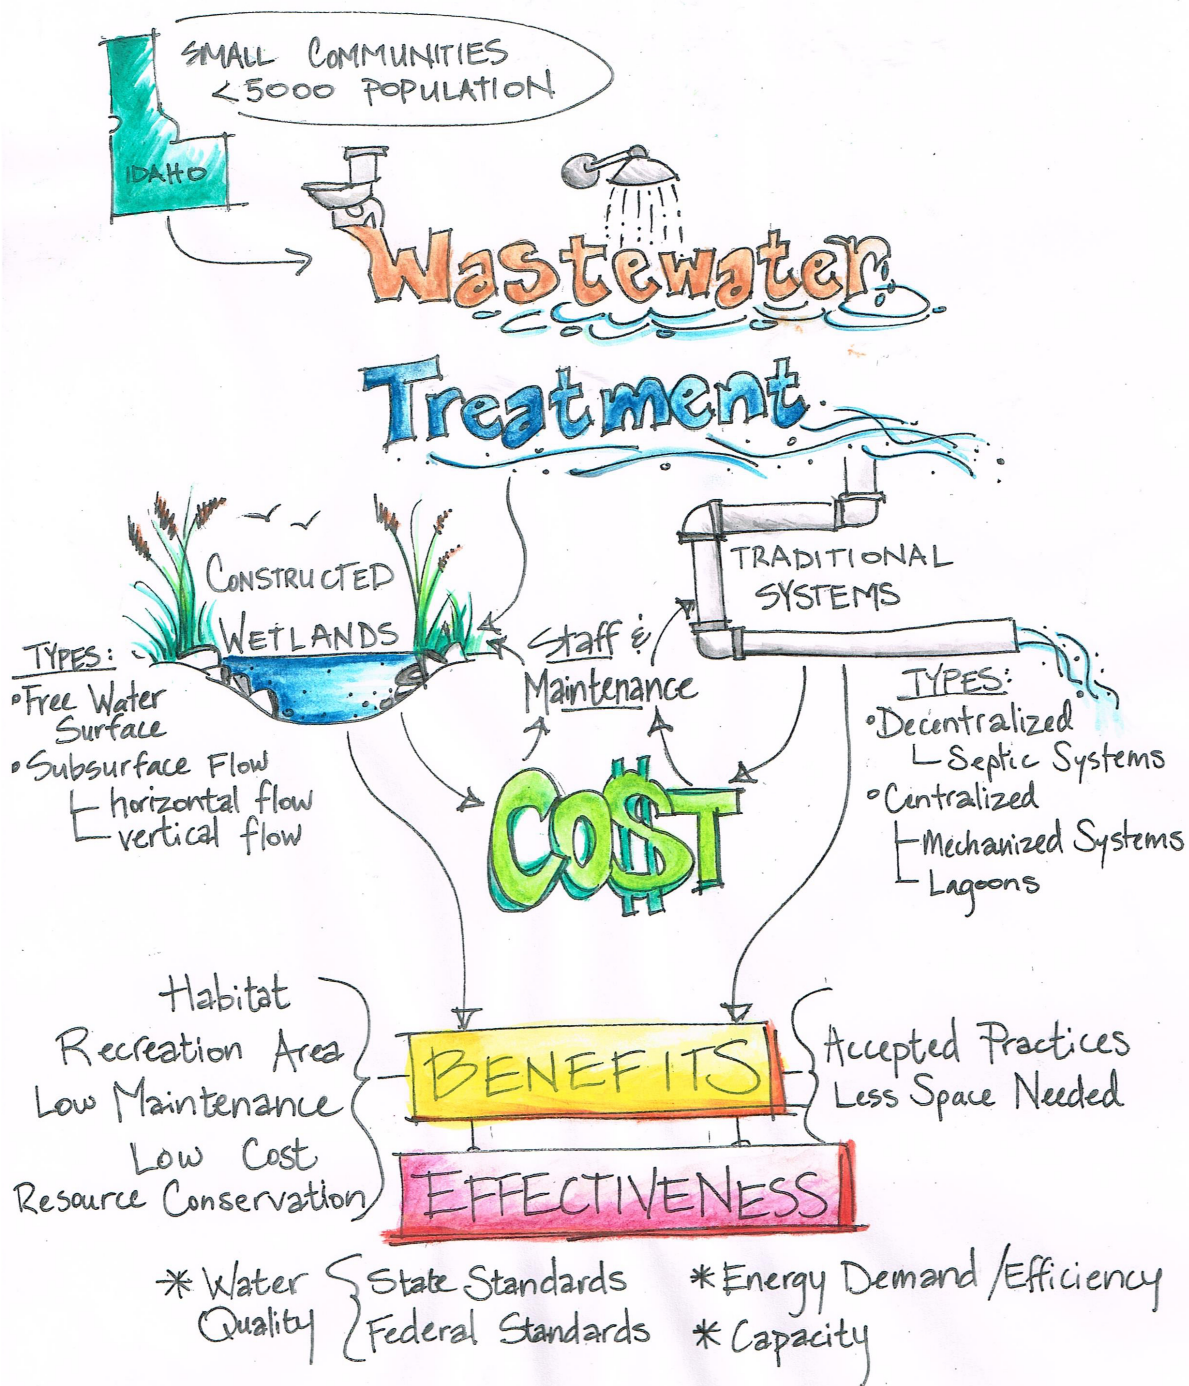 SMALL COMMUNITIES
<5000 POPULATION
IDAHO
Wastewater
Treatment
CONSTRUCTED
WETLANDS
TRADITIONAL
SYSTEMS
Staff &
Maintenance
TYPES:
•Free Water
Surface
•Subsurface Flow
horizontal flow
vertical flow
TYPES:
•Decentralized
Septic Systems
•Centralized
Mechanized Systems
Lagoons
CO$T
Habitat
Recreation Area
Low Maintenance
Low Cost
Resource Conservation
BENEFITS
Accepted Practices
Less Space Needed
EFFECTIVENESS
* Water
Quality
State Standards
Federal Standards
* Energy Demand/Efficiency
* Capacity